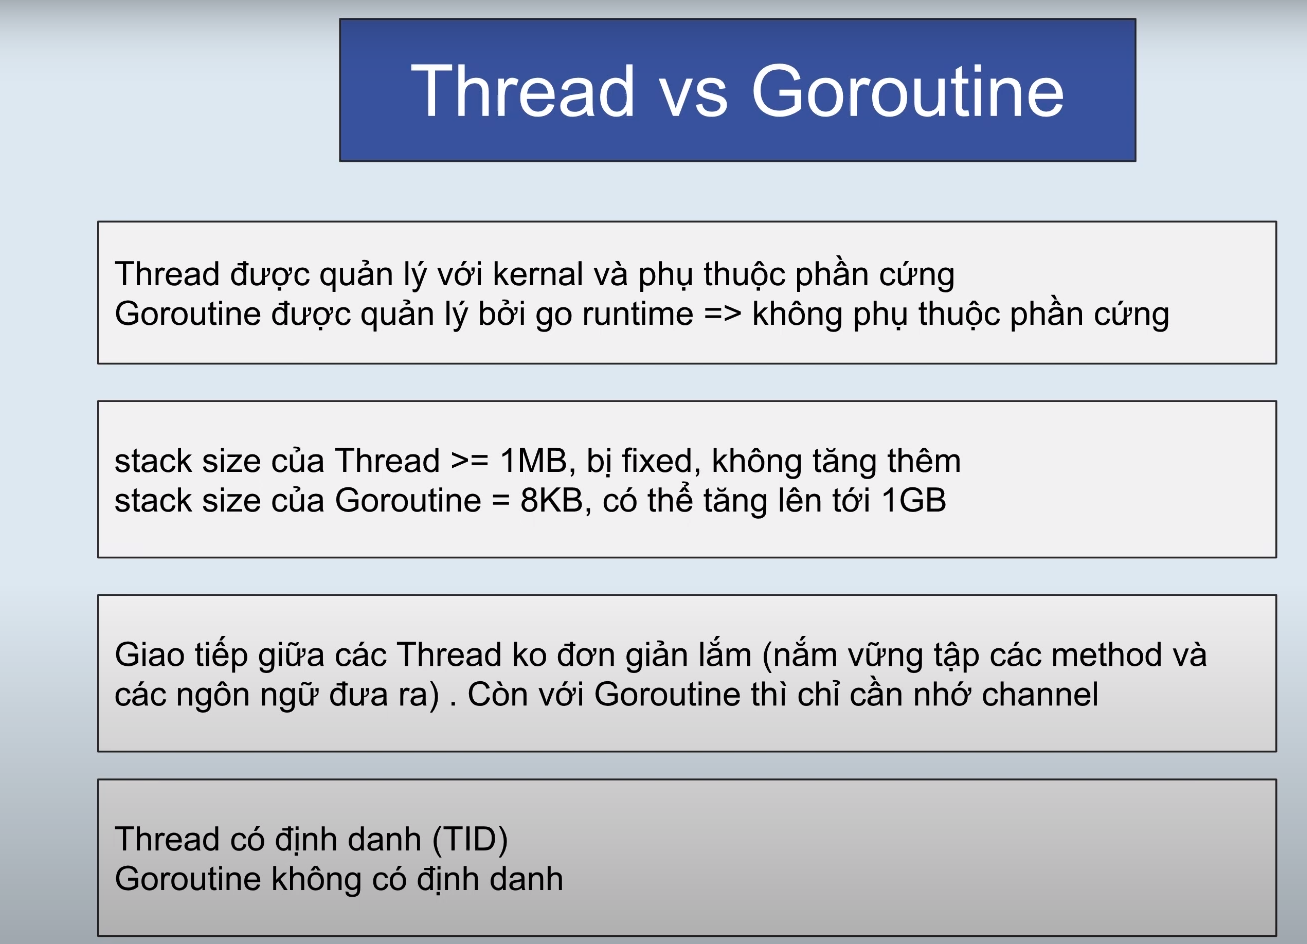 Thread vs Goroutine
Thread được quản lý với kernal và phụ thuộc phần cứng
Goroutine được quản lý bởi go runtime => không phụ thuộc phần cứng
stack size của Thread >= 1MB, bị fixed, không tăng thêm
stack size của Goroutine = 8KB, có thể tăng lên tới 1GB
Giao tiếp giữa các Thread ko đơn giản lắm (nắm vững tập các method và
các ngôn ngữ đưa ra) . Còn với Goroutine thì chỉ cần nhớ channel
Thread có định danh (TID)
Goroutine không có định danh